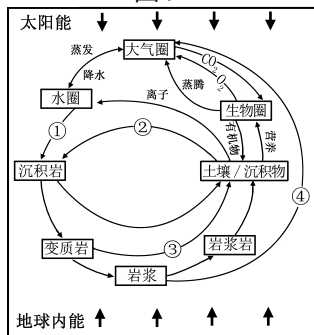 太阳能
大气圈
蒸发
降水
CO₂
O₂
蒸腾
水圈
离子
生物圈
①
②
有机物
营养
沉积岩
土壤/沉积物
④
变质岩
③
岩浆岩
岩浆
地球内能